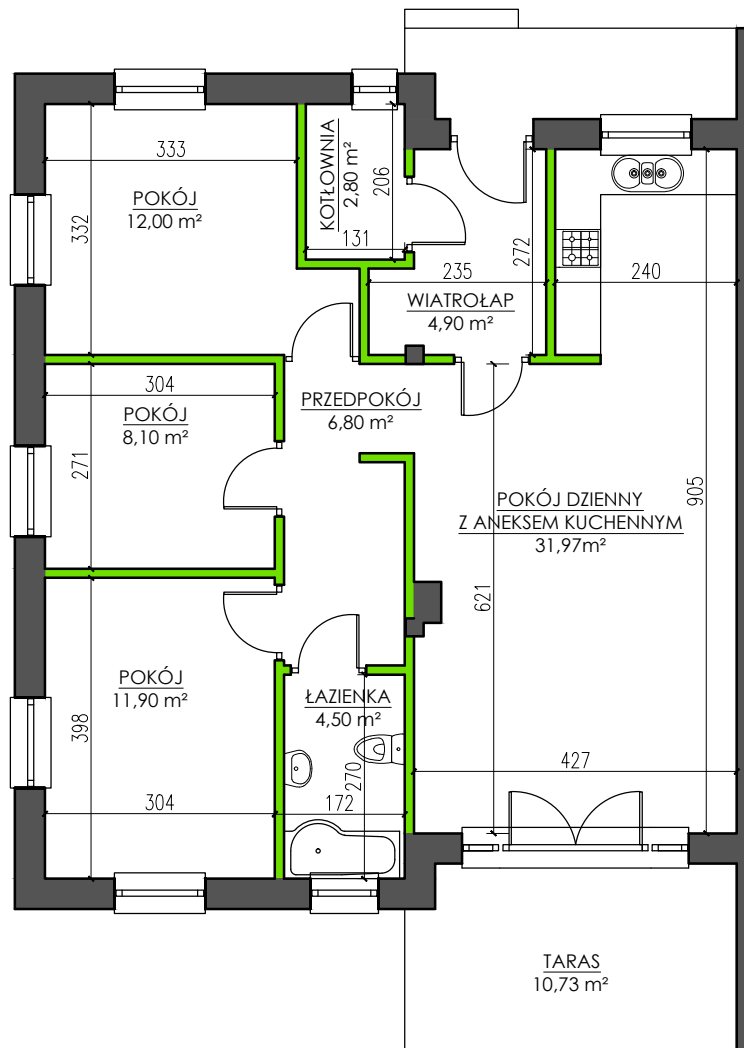 333
332
POKÓJ
12,00 m²
KOTŁOWNIA
2,80 m²
206
131
235
272
WIATROŁAP
4,90 m²
240
304
POKÓJ
8,10 m²
271
PRZEDPOKÓJ
6,80 m²
POKÓJ DZIENNY
Z ANEKSEM KUCHENNYM
31,97m²
905
621
POKÓJ
11,90 m²
398
304
ŁAZIENKA
4,50 m²
270
172
427
TARAS
10,73 m²